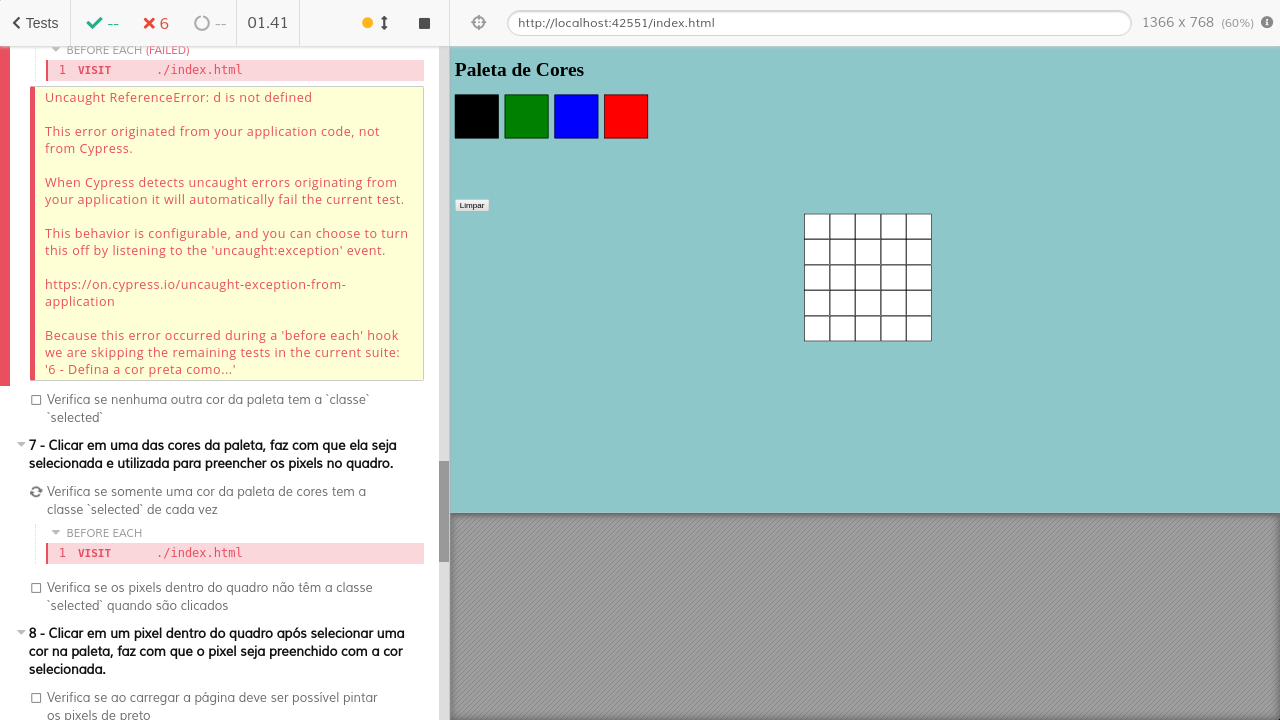 Tests
--
6
--
01.41
http://localhost:42551/index.html
1366 x 768 (60%)
BEFORE EACH (FAILED)
1 VISIT ./index.html
Uncaught ReferenceError: d is not defined
This error originated from your application code, not
from Cypress.
When Cypress detects uncaught errors originating from
your application it will automatically fail the current test.
This behavior is configurable, and you can choose to turn
this off by listening to the 'uncaught:exception' event.
https://on.cypress.io/uncaught-exception-from-
application
Because this error occurred during a 'before each' hook
we are skipping the remaining tests in the current suite:
'6 - Defina a cor preta como...'
Verifica se nenhuma outra cor da paleta tem a `classe`
`selected`
7 - Clicar em uma das cores da paleta, faz com que ela seja
selecionada e utilizada para preencher os pixels no quadro.
Verifica se somente uma cor da paleta de cores tem a
classe `selected` de cada vez
BEFORE EACH
1 VISIT ./index.html
Verifica se os pixels dentro do quadro não têm a classe
`selected` quando são clicados
8 - Clicar em um pixel dentro do quadro após selecionar uma
cor na paleta, faz com que o pixel seja preenchido com a cor
selecionada.
Verifica se ao carregar a página deve ser possível pintar
os pixels de preto
Paleta de Cores
Limpar